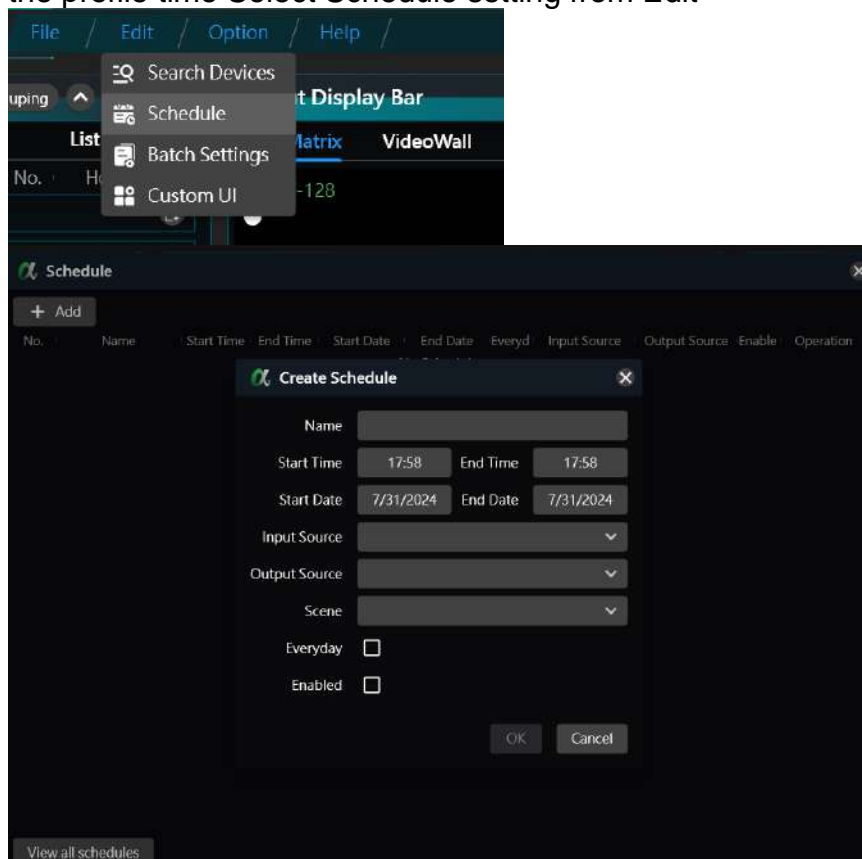 the profile time Select Schedule setting from Edit
File / Edit / Option / Help /
Search Devices
uping t Display Bar
Schedule
List Matrix VideoWall
Batch Settings
No. H
Custom UI -128
α Schedule
+ Add
No. Name Start Time End Time Start Date End Date Everyd Input Source Output Source Enable Operation
α Create Schedule
Name
Start Time 17:58 End Time 17:58
Start Date 7/31/2024 End Date 7/31/2024
Input Source
Output Source
Scene
Everyday
Enabled
OK Cancel
View all schedules